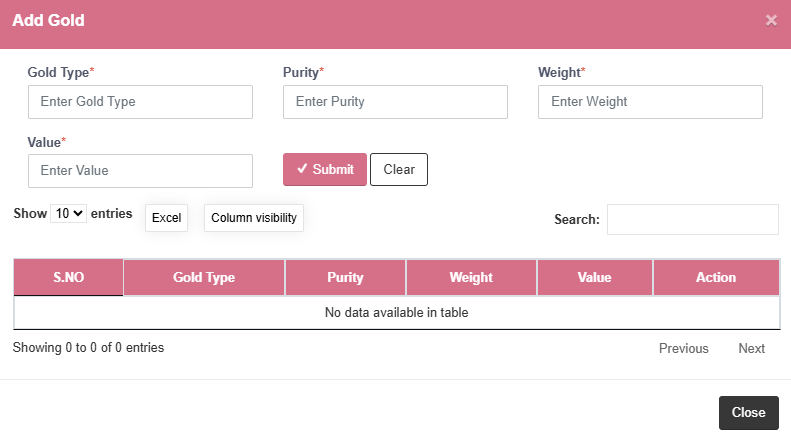 Add Gold ×
Gold Type* Purity* Weight*
Enter Gold Type Enter Purity Enter Weight
Value*
Enter Value ✔ Submit Clear
Show 10 entries Excel Column visibility Search:
S.NO Gold Type Purity Weight Value Action
No data available in table
Showing 0 to 0 of 0 entries Previous Next
Close